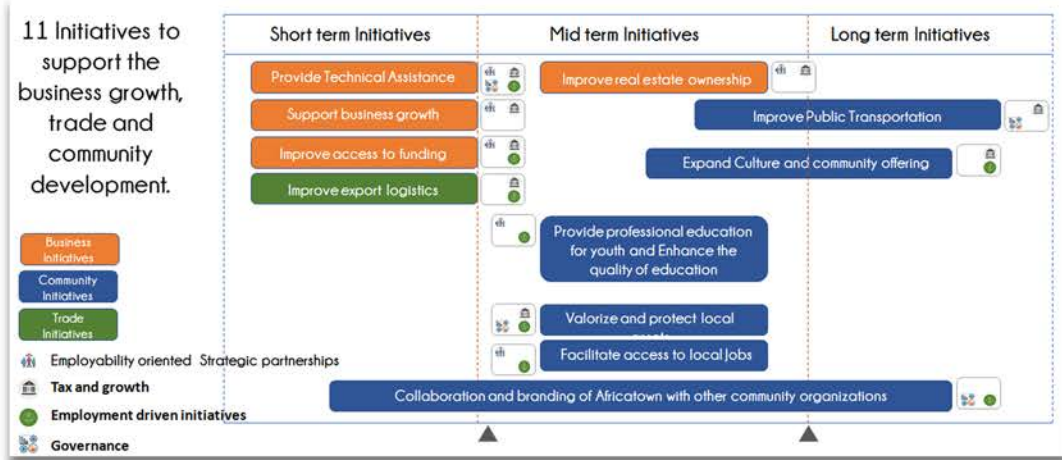 11 Initiatives to
support the
business growth,
trade and
community
development.
Short term Initiatives
Mid term Initiatives
Long term Initiatives
Provide Technical Assistance
Improve real estate ownership
Support business growth
Improve Public Transportation
Improve access to funding
Expand Culture and community offering
Improve export logistics
Provide professional education
for youth and Enhance the
quality of education
Business
Initiatives
Community
Initiatives
Trade
Initiatives
Valorize and protect local
Facilitate access to local Jobs
Employability oriented Strategic partnerships
Tax and growth
Collaboration and branding of Africatown with other community organizations
Employment driven initiatives
Governance